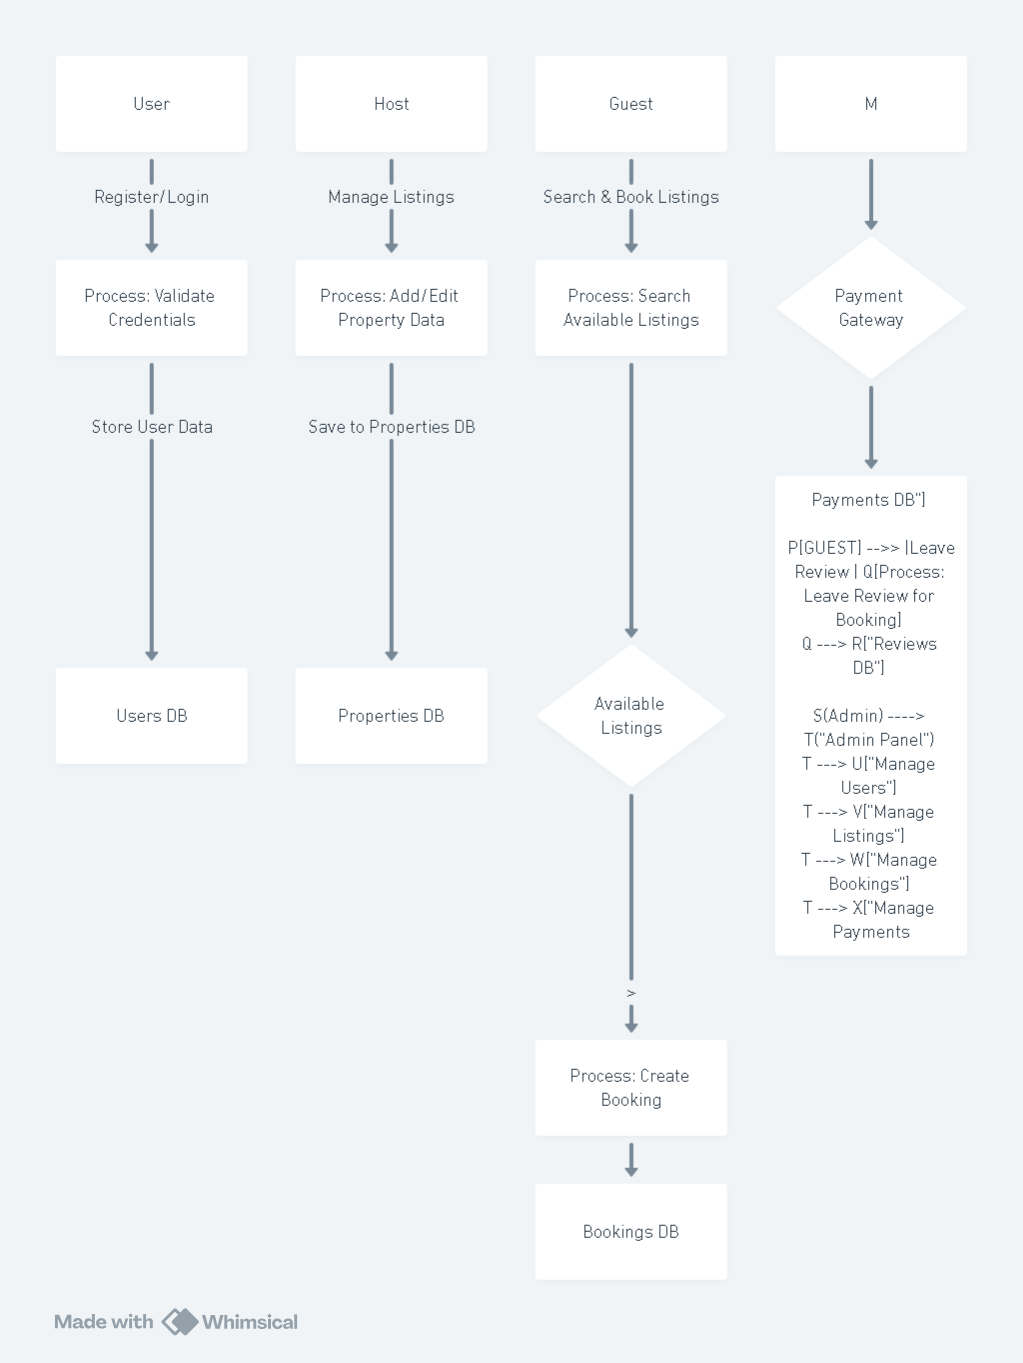 User
Host
Guest
M
Register/Login
Manage Listings
Search & Book Listings
Process: Validate
Credentials
Process: Add/Edit
Property Data
Process: Search
Available Listings
Payment
Gateway
Store User Data
Save to Properties DB
Users DB
Properties DB
Available
Listings
Payments DB"]
P[GUEST] -->> |Leave
Review | Q[Process:
Leave Review for
Booking]
Q ---> R["Reviews
DB"]
S(Admin) ---->
T("Admin Panel")
T ---> U["Manage
Users"]
T ---> V["Manage
Listings"]
T ---> W["Manage
Bookings"]
T ---> X["Manage
Payments
>
Process: Create
Booking
Bookings DB
Made with Whimsical